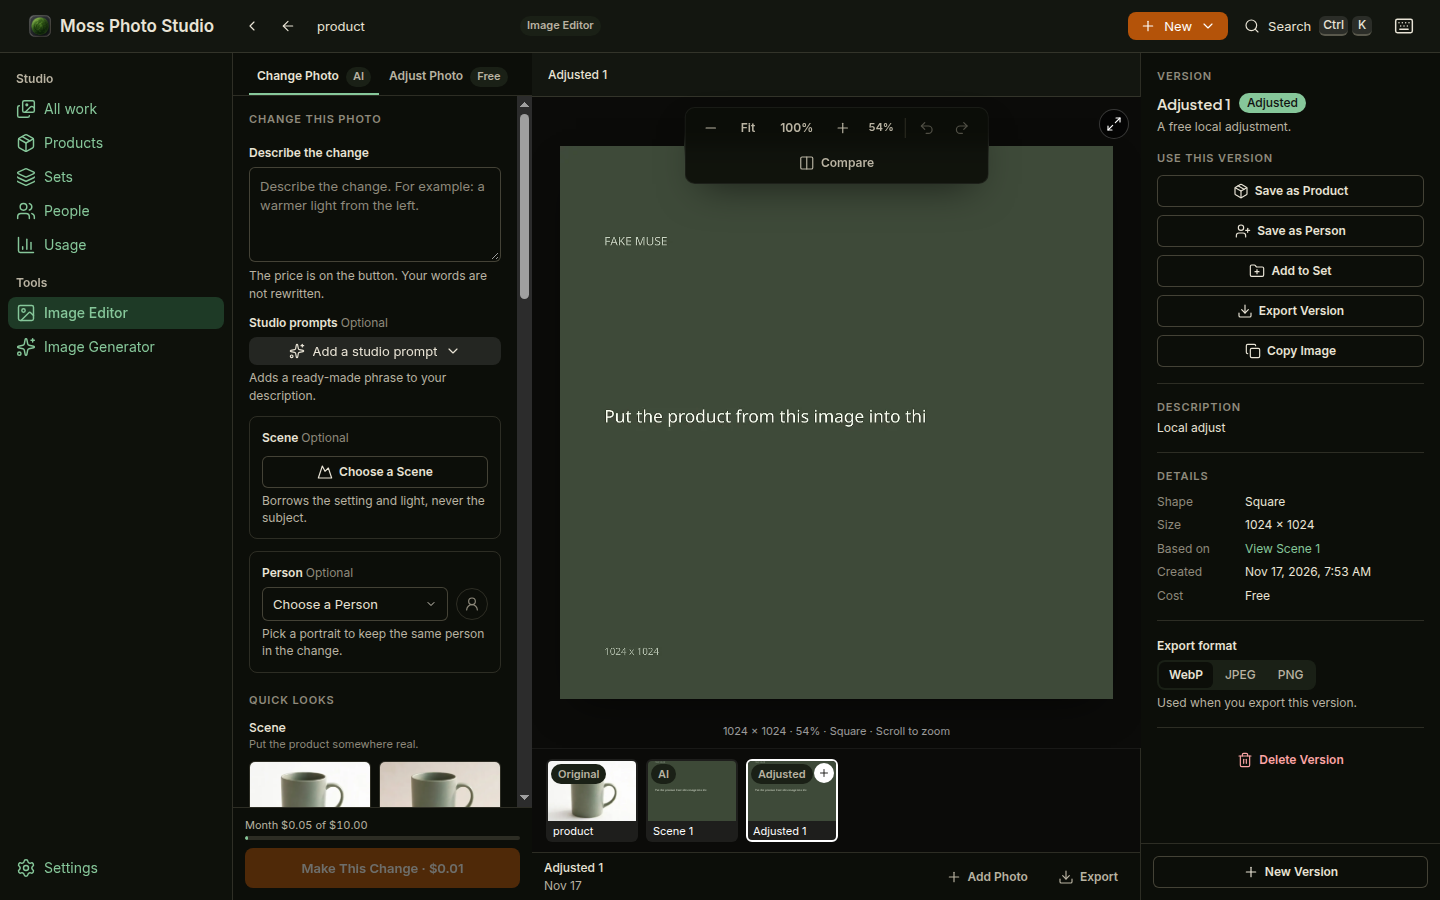 Moss Photo Studio
product
Image Editor
New
Search
Ctrl
K
Studio
All work
Products
Sets
People
Usage
Tools
Image Editor
Image Generator
Settings
Change Photo
AI
Adjust Photo
Free
CHANGE THIS PHOTO
Describe the change
Describe the change. For example: a
warmer light from the left.
The price is on the button. Your words are
not rewritten.
Studio prompts Optional
Add a studio prompt
Adds a ready-made phrase to your
description.
Scene Optional
Choose a Scene
Borrows the setting and light, never the
subject.
Person Optional
Choose a Person
Pick a portrait to keep the same person
in the change.
QUICK LOOKS
Scene
Put the product somewhere real.
Month $0.05 of $10.00
Make This Change · $0.01
Adjusted 1
Fit
100%
54%
Compare
FAKE MUSE
Put the product from this image into thi
1024 x 1024
1024 × 1024 · 54% · Square · Scroll to zoom
Original
product
AI
Scene 1
Adjusted
Adjusted 1
Adjusted 1
Nov 17
Add Photo
Export
VERSION
Adjusted 1
Adjusted
A free local adjustment.
USE THIS VERSION
Save as Product
Save as Person
Add to Set
Export Version
Copy Image
DESCRIPTION
Local adjust
DETAILS
Shape Square
Size 1024 × 1024
Based on View Scene 1
Created Nov 17, 2026, 7:53 AM
Cost Free
Export format
WebP
JPEG
PNG
Used when you export this version.
Delete Version
New Version